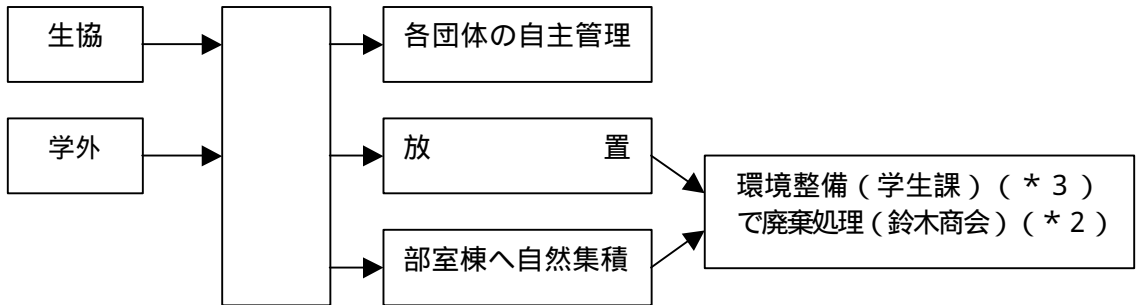 生協
各団体の自主管理
学外
放　　　　　置
環境整備（学生課）（＊３）
で廃棄処理（鈴木商会）（＊２）
部室棟へ自然集積